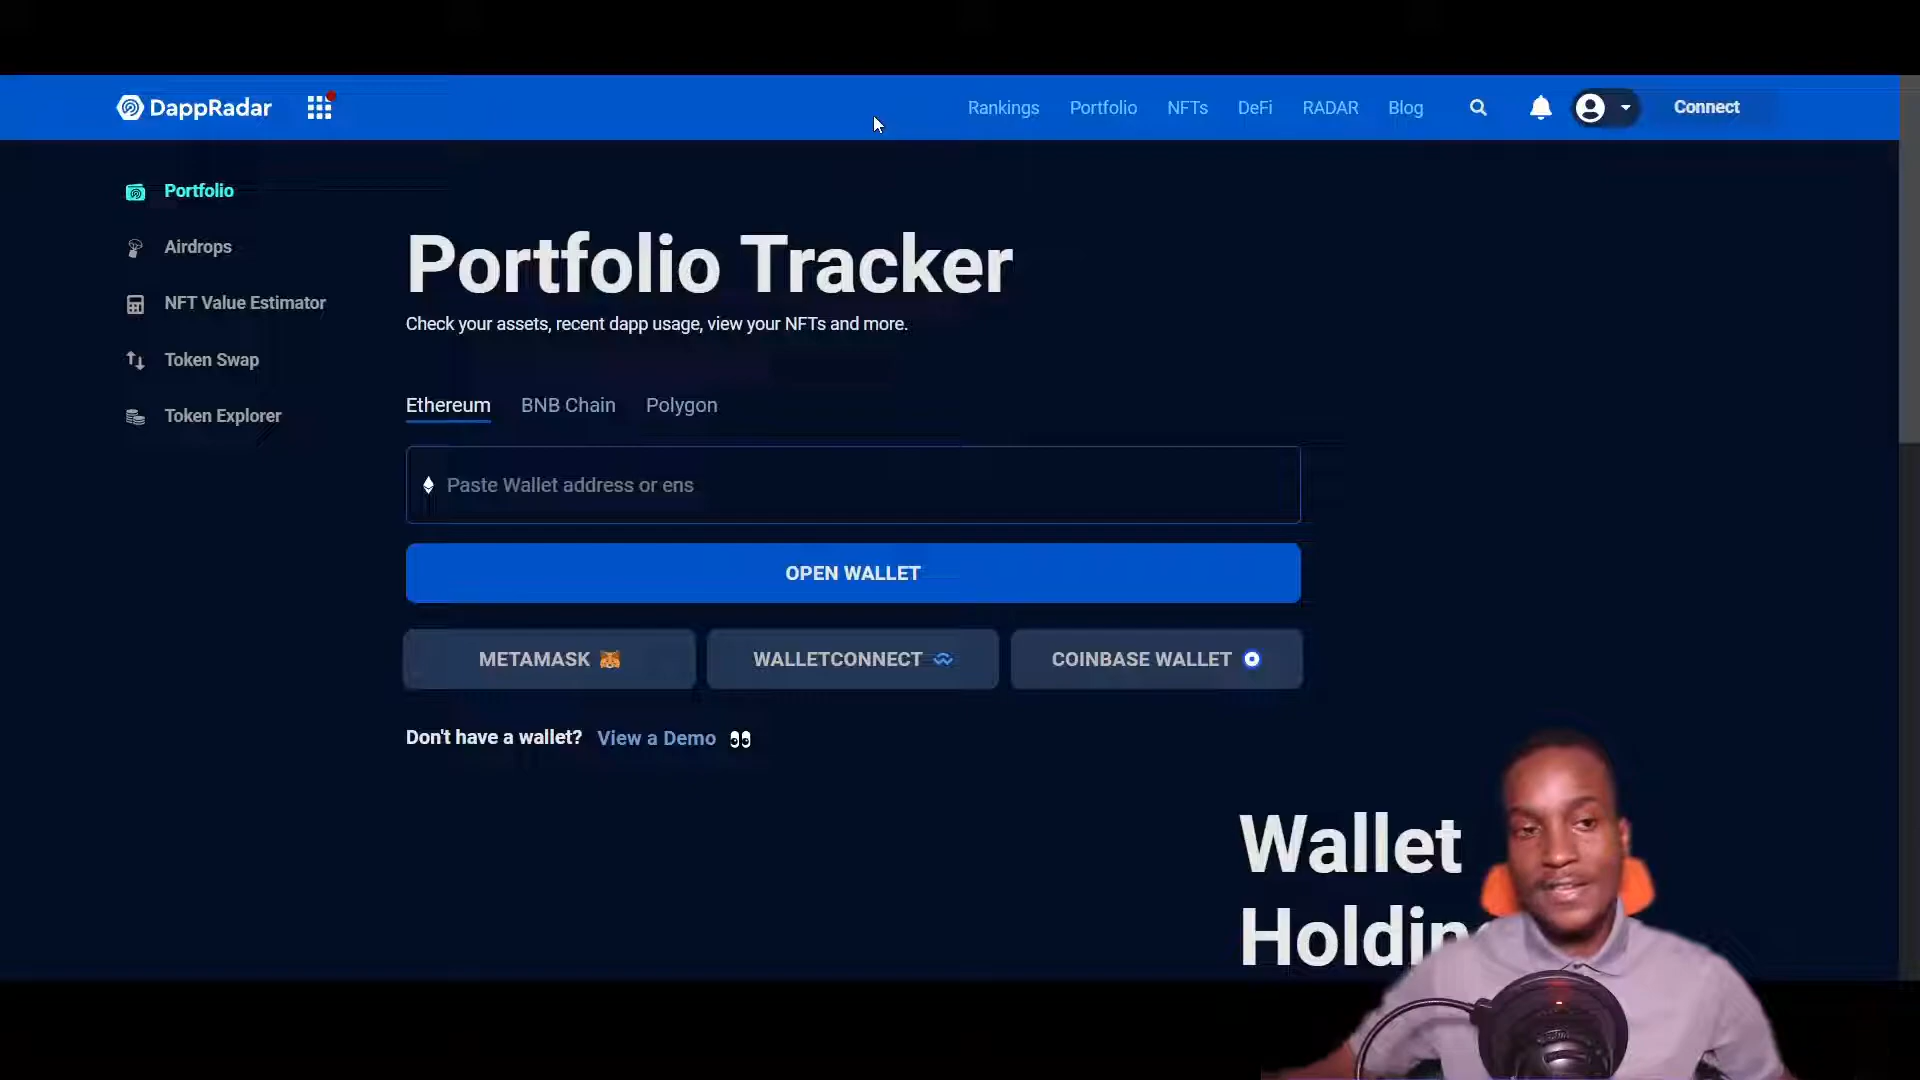 DappRadar
Rankings Portfolio NFTs DeFi RADAR Blog Connect
Portfolio
Airdrops
NFT Value Estimator
Token Swap
Token Explorer
Portfolio Tracker
Check your assets, recent dapp usage, view your NFTs and more.
Ethereum BNB Chain Polygon
Paste Wallet address or ens
OPEN WALLET
METAMASK WALLETCONNECT COINBASE WALLET
Don't have a wallet? View a Demo
Wallet